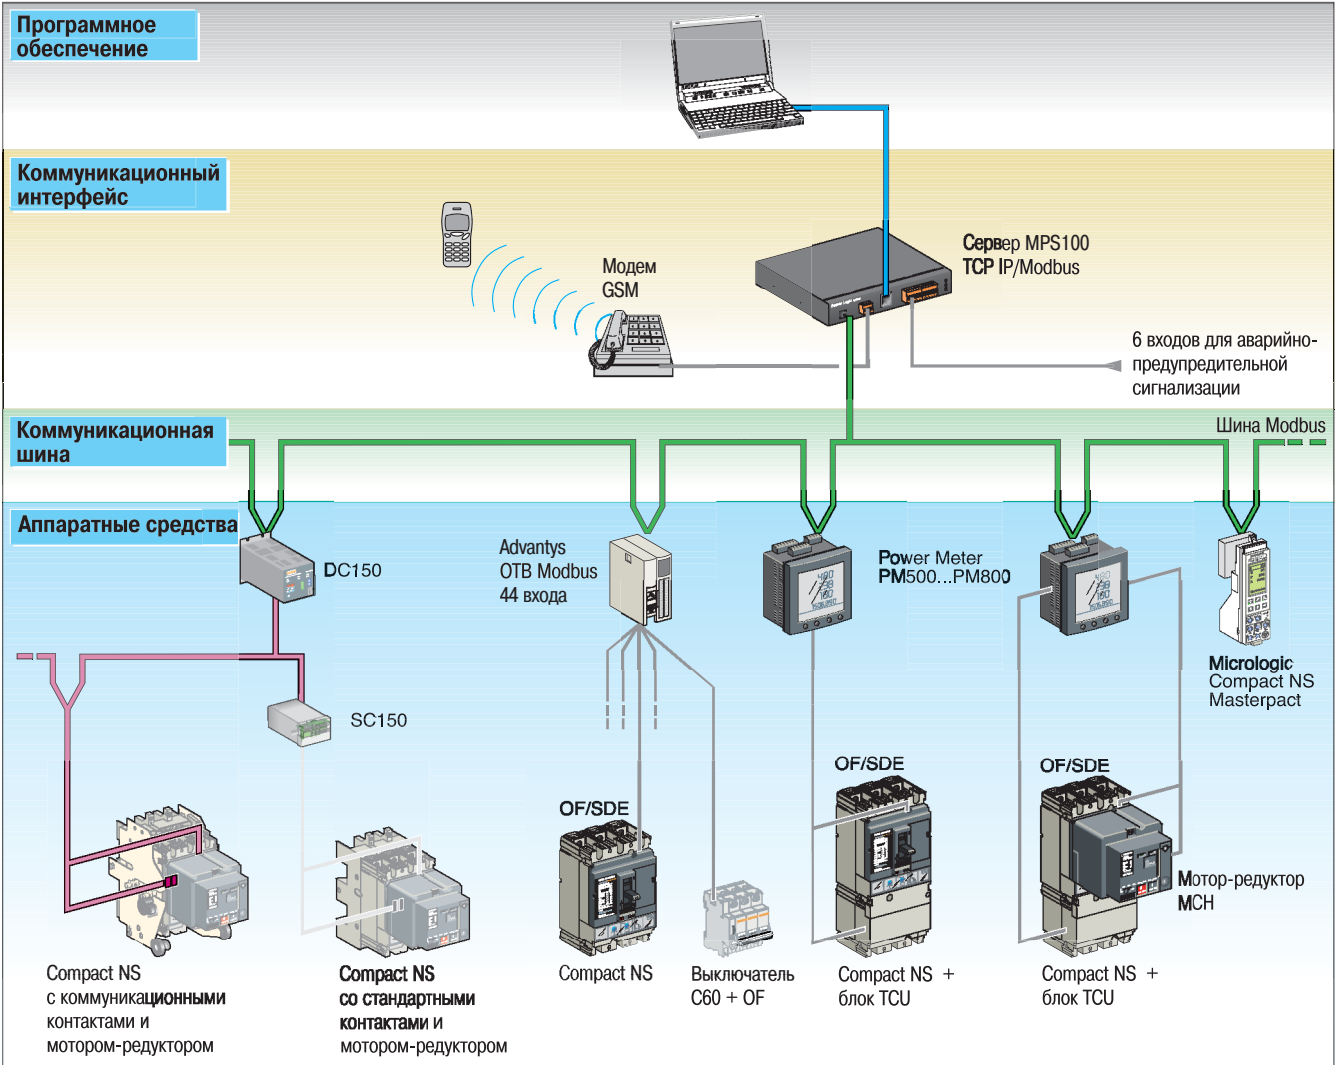 Программное
обеспечение
Коммуникационный
интерфейс
Модем
GSM
Сервер MPS100
TCP IP/Modbus
6 входов для аварийно-
предупредительной
сигнализации
Коммуникационная
шина
Шина Modbus
Аппаратные средства
DC150
Advantys
OTB Modbus
44 входа
Power Meter
PM500...PM800
Micrologic
Compact NS
Masterpact
SC150
OF/SDE
OF/SDE
OF/SDE
Мотор-редуктор
MCH
Compact NS
с коммуникационными
контактами и
мотором-редуктором
Compact NS
со стандартными
контактами и
мотором-редуктором
Compact NS
Выключатель
C60 + OF
Compact NS +
блок TCU
Compact NS +
блок TCU